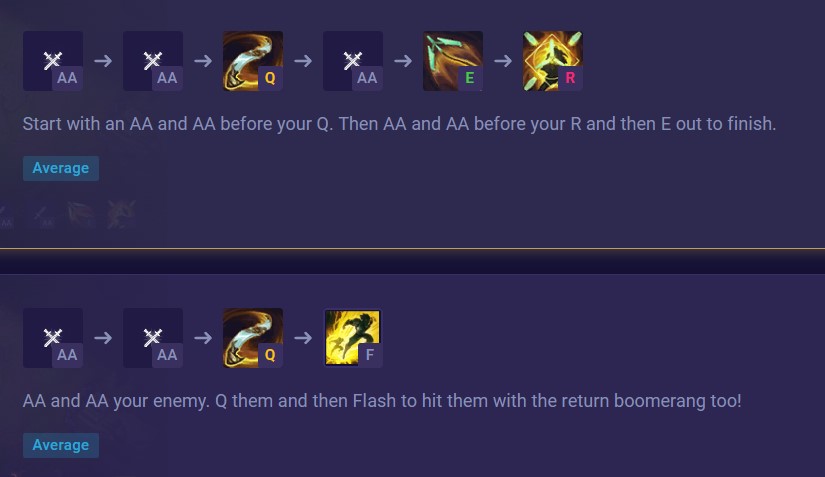 AA AA Q AA E R
Start with an AA and AA before your Q. Then AA and AA before your R and then E out to finish.
Average
AA AA Q F
AA and AA your enemy. Q them and then Flash to hit them with the return boomerang too!
Average